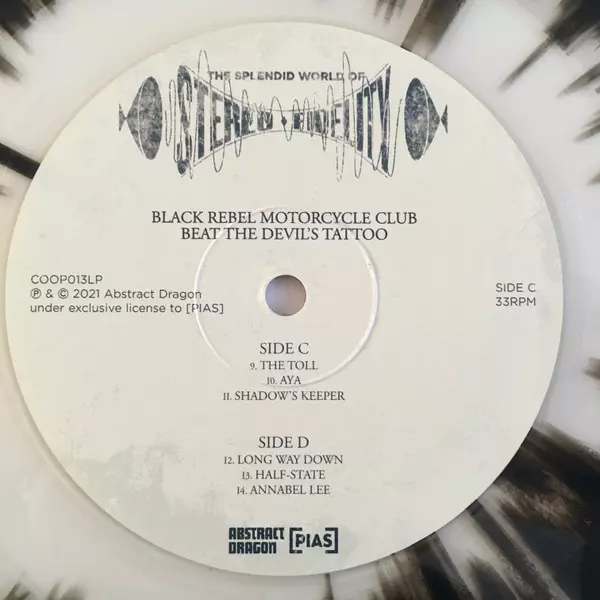 THE SPLENDID WORLD OF
STEREO • FIDELITY
BLACK REBEL MOTORCYCLE CLUB
BEAT THE DEVIL'S TATTOO
COOP013LP
℗ & © 2021 Abstract Dragon
under exclusive license to [PIAS]
SIDE C
33RPM
SIDE C
9. THE TOLL
10. AYA
11. SHADOW'S KEEPER
SIDE D
12. LONG WAY DOWN
13. HALF-STATE
14. ANNABEL LEE
ABSTRACT
DRAGON
[PIAS]